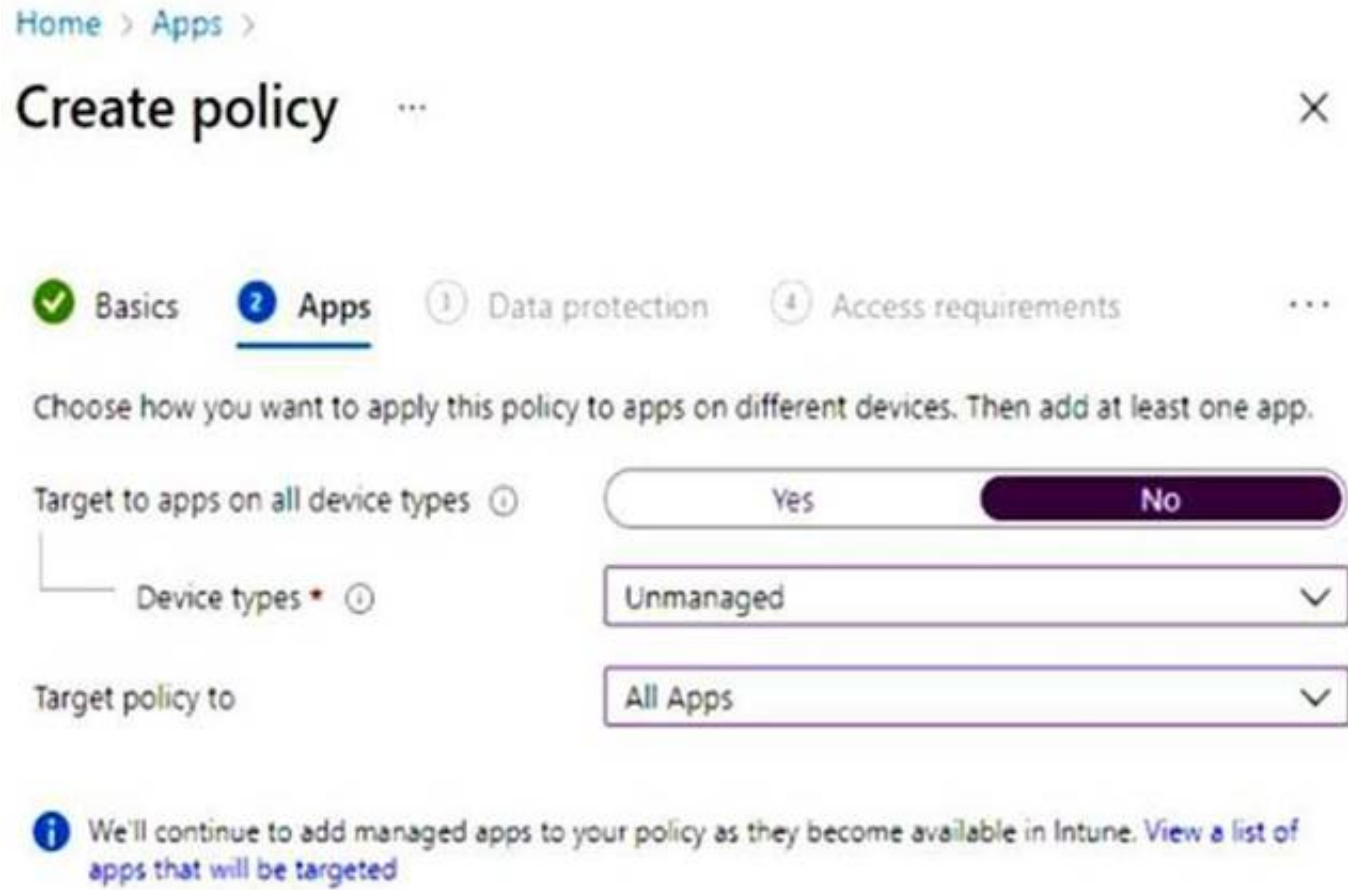 Home > Apps >
Create policy ...
Basics 2 Apps 3 Data protection 4 Access requirements ...
Choose how you want to apply this policy to apps on different devices. Then add at least one app.
Target to apps on all device types Yes No
Device types * Unmanaged
Target policy to All Apps
We'll continue to add managed apps to your policy as they become available in Intune. View a list of
apps that will be targeted